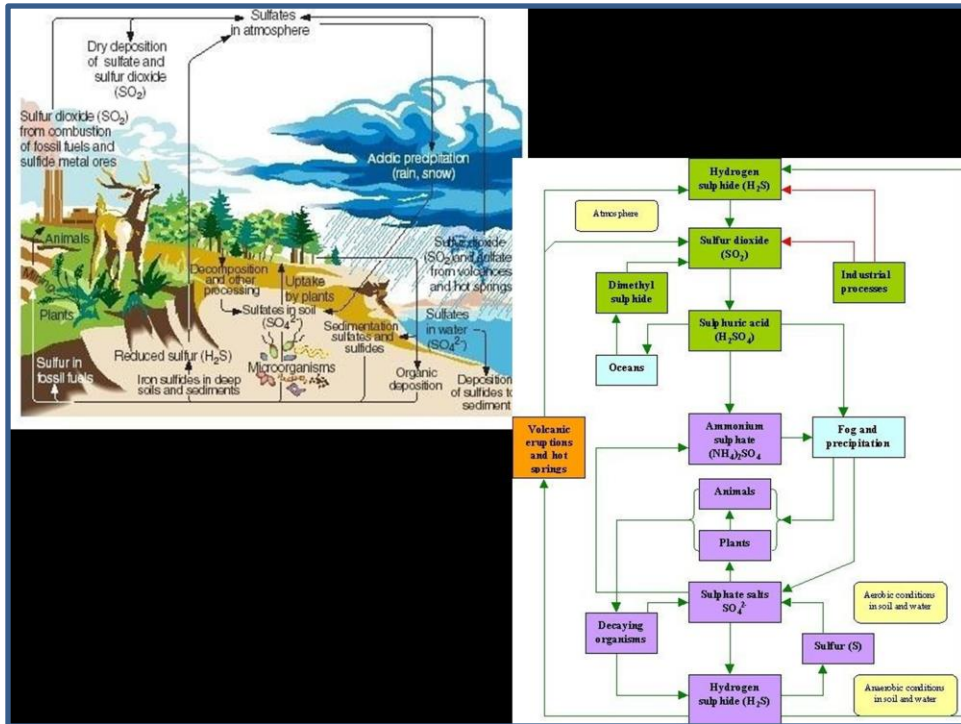 Sulfates
in atmosphere
Dry deposition
of sulfate and
sulfur dioxide
(SO₂)
Sulfur dioxide (SO₂)
from combustion
of fossil fuels and
sulfide metal ores
Acidic precipitation
(rain, snow)
Animals
Plants
Decomposition
and other
processing
Uptake
by plants
Sulfur dioxide
(SO₂) and sulfate
from volcanoes
and hot springs
Sulfates in soil
(SO₄²⁻)
Sedimentation
sulfates and
sulfides
Sulfates
in water
(SO₄²⁻)
Sulfur in
fossil fuels
Reduced sulfur (H₂S)
Iron sulfides in deep
soils and sediments
Microorganisms
Organic
deposition
Deposition
of sulfides to
sediment
Hydrogen
sulphide (H₂S)
Atmosphere
Sulfur dioxide
(SO₂)
Dimethyl
sulphide
Industrial
processes
Sulphuric acid
(H₂SO₄)
Oceans
Volcanic
eruptions
and hot
springs
Ammonium
sulphate
(NH₄)₂SO₄
Fog and
precipitation
Animals
Plants
Sulphate salts
SO₄²⁻
Aerobic conditions
in soil and water
Decaying
organisms
Sulfur (S)
Hydrogen
sulphide (H₂S)
Anaerobic conditions
in soil and water